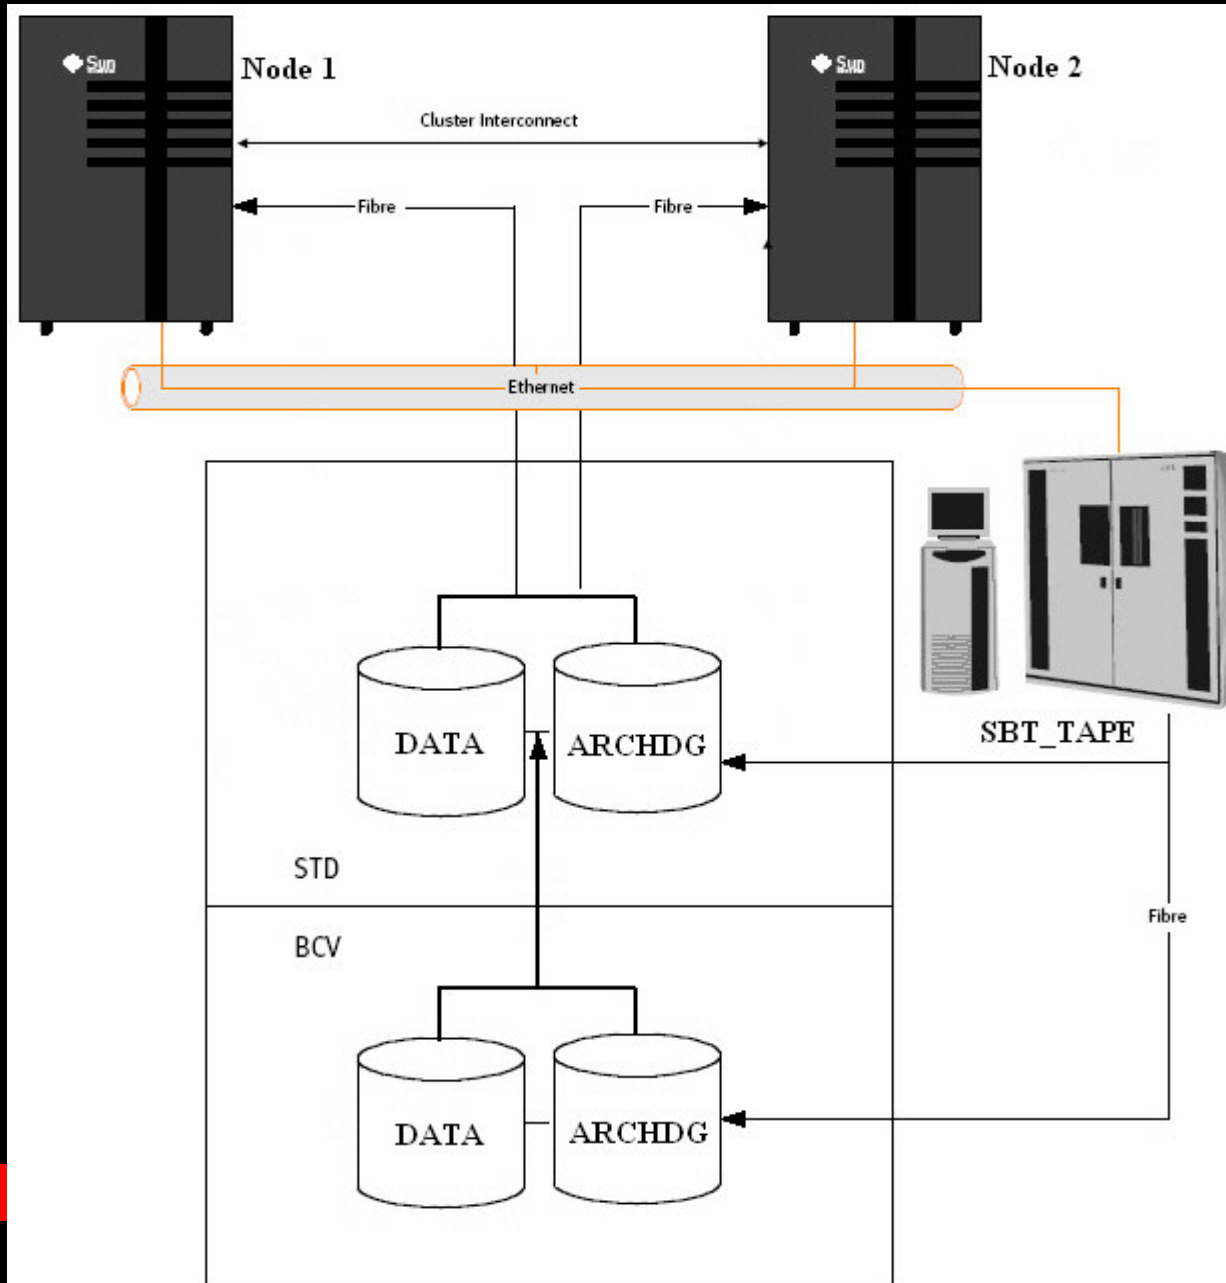 Sun
Node 1
Sun
Node 2
Cluster Interconnect
Fibre
Fibre
Ethernet
DATA
ARCHDG
SBT_TAPE
STD
Fibre
BCV
DATA
ARCHDG